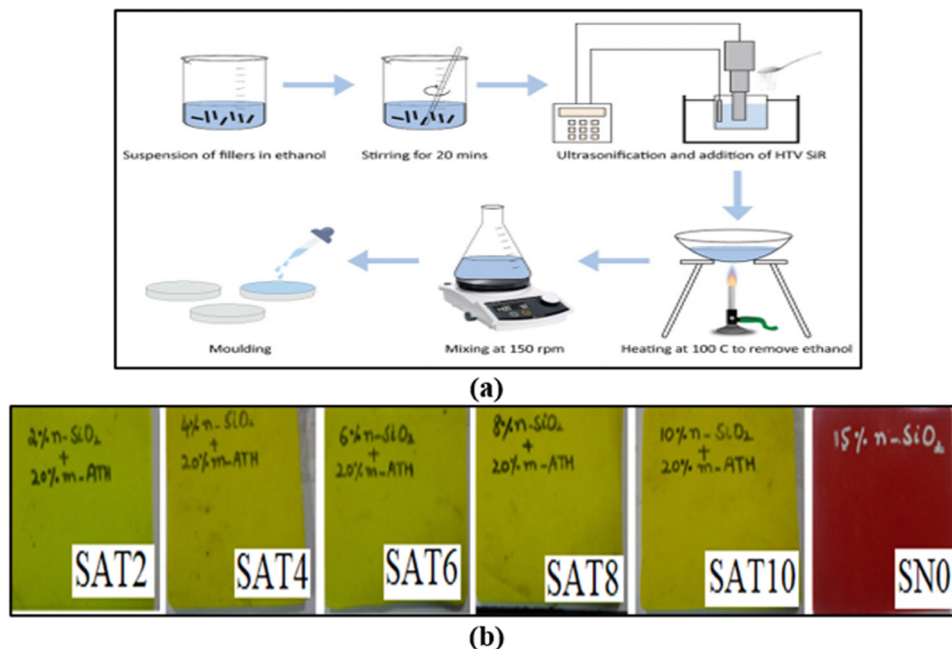 Suspension of fillers in ethanol
Stirring for 20 mins
Ultrasonification and addition of HTV SiR
Moulding
Mixing at 150 rpm
Heating at 100 C to remove ethanol
(a)
2% n-SiO2
+
20% m-ATH
SAT2
4% n-SiO2
+
20% m-ATH
SAT4
6% n-SiO2
+
20% m-ATH
SAT6
8% n-SiO2
+
20% m-ATH
SAT8
10% n-SiO2
+
20% m-ATH
SAT10
15% n-SiO2
SN0
(b)